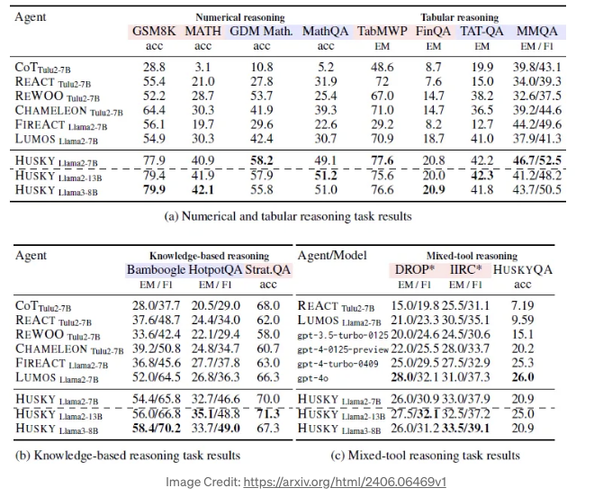 Agent Numerical reasoning Tabular reasoning
GSM8K MATH GDM Math. MathQA TabMWP FinQA TAT-QA MMQA
acc acc acc acc EM EM EM EM / F1
CoT Tulu2-7B 28.8 3.1 10.8 5.2 48.6 8.7 19.9 39.8/43.1
REACT Tulu2-7B 55.4 21.0 27.8 31.9 72 7.6 15.0 34.0/39.3
REWOO Tulu2-7B 52.2 28.7 53.7 25.4 67.0 14.7 38.2 32.6/37.5
CHAMELEON Tulu2-7B 64.4 30.3 41.9 39.3 71.0 14.7 36.5 39.2/44.6
FIREACT Llama2-7B 56.1 19.7 29.6 22.6 29.2 8.2 12.7 44.2/49.6
LUMOS Llama2-7B 54.9 30.3 42.4 30.7 70.9 18.7 41.0 37.9/41.3
HUSKY Llama2-7B 77.9 40.9 58.2 49.1 77.6 20.8 42.2 46.7/52.5
HUSKY Llama2-13B 79.4 41.9 57.9 51.2 75.6 20.0 42.3 41.2/48.2
HUSKY Llama3-8B 79.9 42.1 55.8 51.0 76.6 20.9 41.8 43.7/50.5
(a) Numerical and tabular reasoning task results
Agent Knowledge-based reasoning
Bamboogle HotpotQA Strat.QA
EM / F1 EM / F1 acc
CoT Tulu2-7B 28.0/37.7 20.5/29.0 68.0
REACT Tulu2-7B 37.6/48.7 24.4/34.0 62.0
REWOO Tulu2-7B 33.6/42.4 22.1/29.4 58.0
CHAMELEON Tulu2-7B 39.2/50.8 24.8/34.7 60.7
FIREACT Llama2-7B 36.8/45.6 27.7/37.8 63.0
LUMOS Llama2-7B 52.0/64.5 26.8/36.3 66.3
HUSKY Llama2-7B 54.4/65.8 32.7/46.6 70.0
HUSKY Llama2-13B 56.0/66.8 35.1/48.8 71.3
HUSKY Llama3-8B 58.4/70.2 33.7/49.0 67.3
(b) Knowledge-based reasoning task results
Agent/Model Mixed-tool reasoning
DROP* IIRC* HUSKYQA
EM / F1 EM / F1 acc
REACT Tulu2-7B 15.0/19.8 25.5/31.1 7.19
LUMOS Llama2-7B 21.0/23.3 30.5/35.1 9.59
gpt-3.5-turbo-0125 20.0/24.6 24.5/30.6 15.1
gpt-4-0125-preview 22.0/25.5 28.0/33.7 20.2
gpt-4-turbo-0409 25.0/29.5 27.5/32.9 25.3
gpt-4o 28.0/32.1 31.0/37.3 26.0
HUSKY Llama2-7B 26.0/30.9 33.0/37.9 20.9
HUSKY Llama2-13B 27.5/32.1 32.5/37.2 25.0
HUSKY Llama3-8B 26.0/31.2 33.5/39.1 20.9
(c) Mixed-tool reasoning task results
Image Credit: https://arxiv.org/html/2406.06469v1